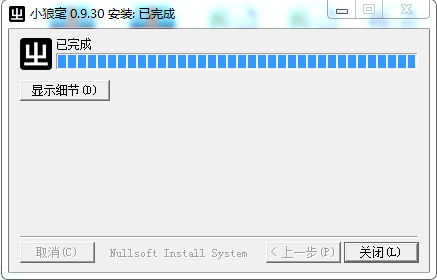 小狼毫 0.9.30 安装: 已完成
已完成
显示细节(D)
取消(C) Nullsoft Install System < 上一步(P) 关闭(L)